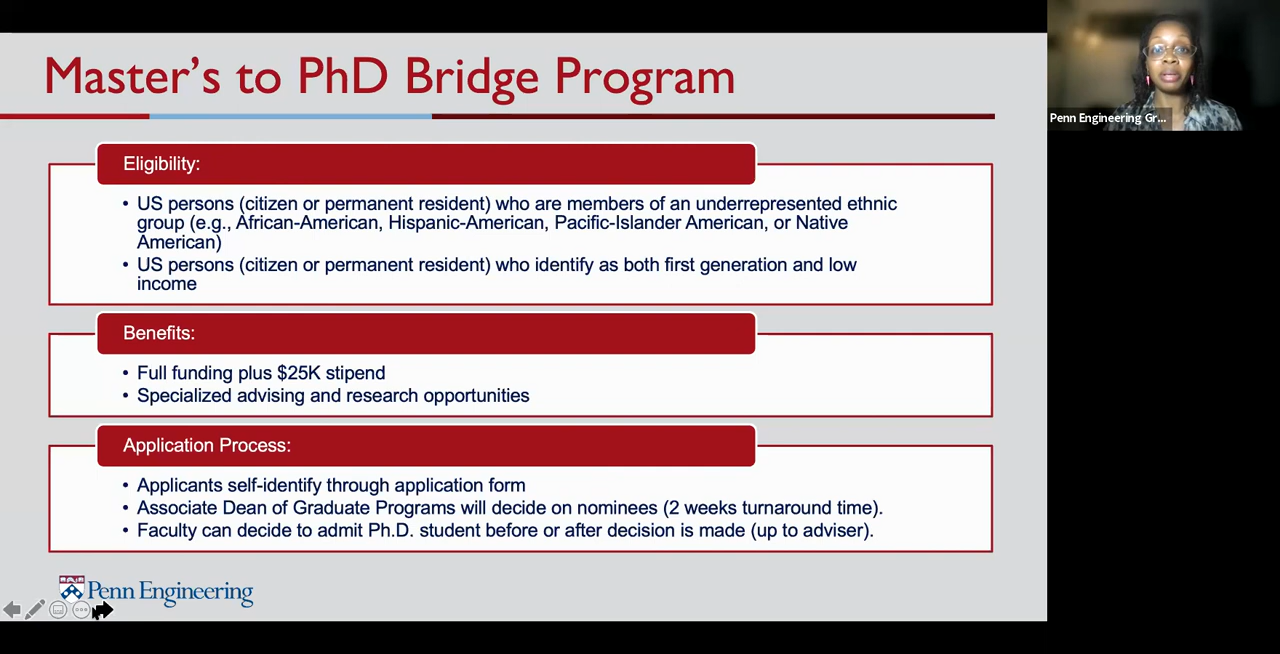 Master's to PhD Bridge Program
Penn Engineering Gr...
Eligibility:
• US persons (citizen or permanent resident) who are members of an underrepresented ethnic
group (e.g., African-American, Hispanic-American, Pacific-Islander American, or Native
American)
• US persons (citizen or permanent resident) who identify as both first generation and low
income
Benefits:
• Full funding plus $25K stipend
• Specialized advising and research opportunities
Application Process:
• Applicants self-identify through application form
• Associate Dean of Graduate Programs will decide on nominees (2 weeks turnaround time).
• Faculty can decide to admit Ph.D. student before or after decision is made (up to adviser).
Penn Engineering